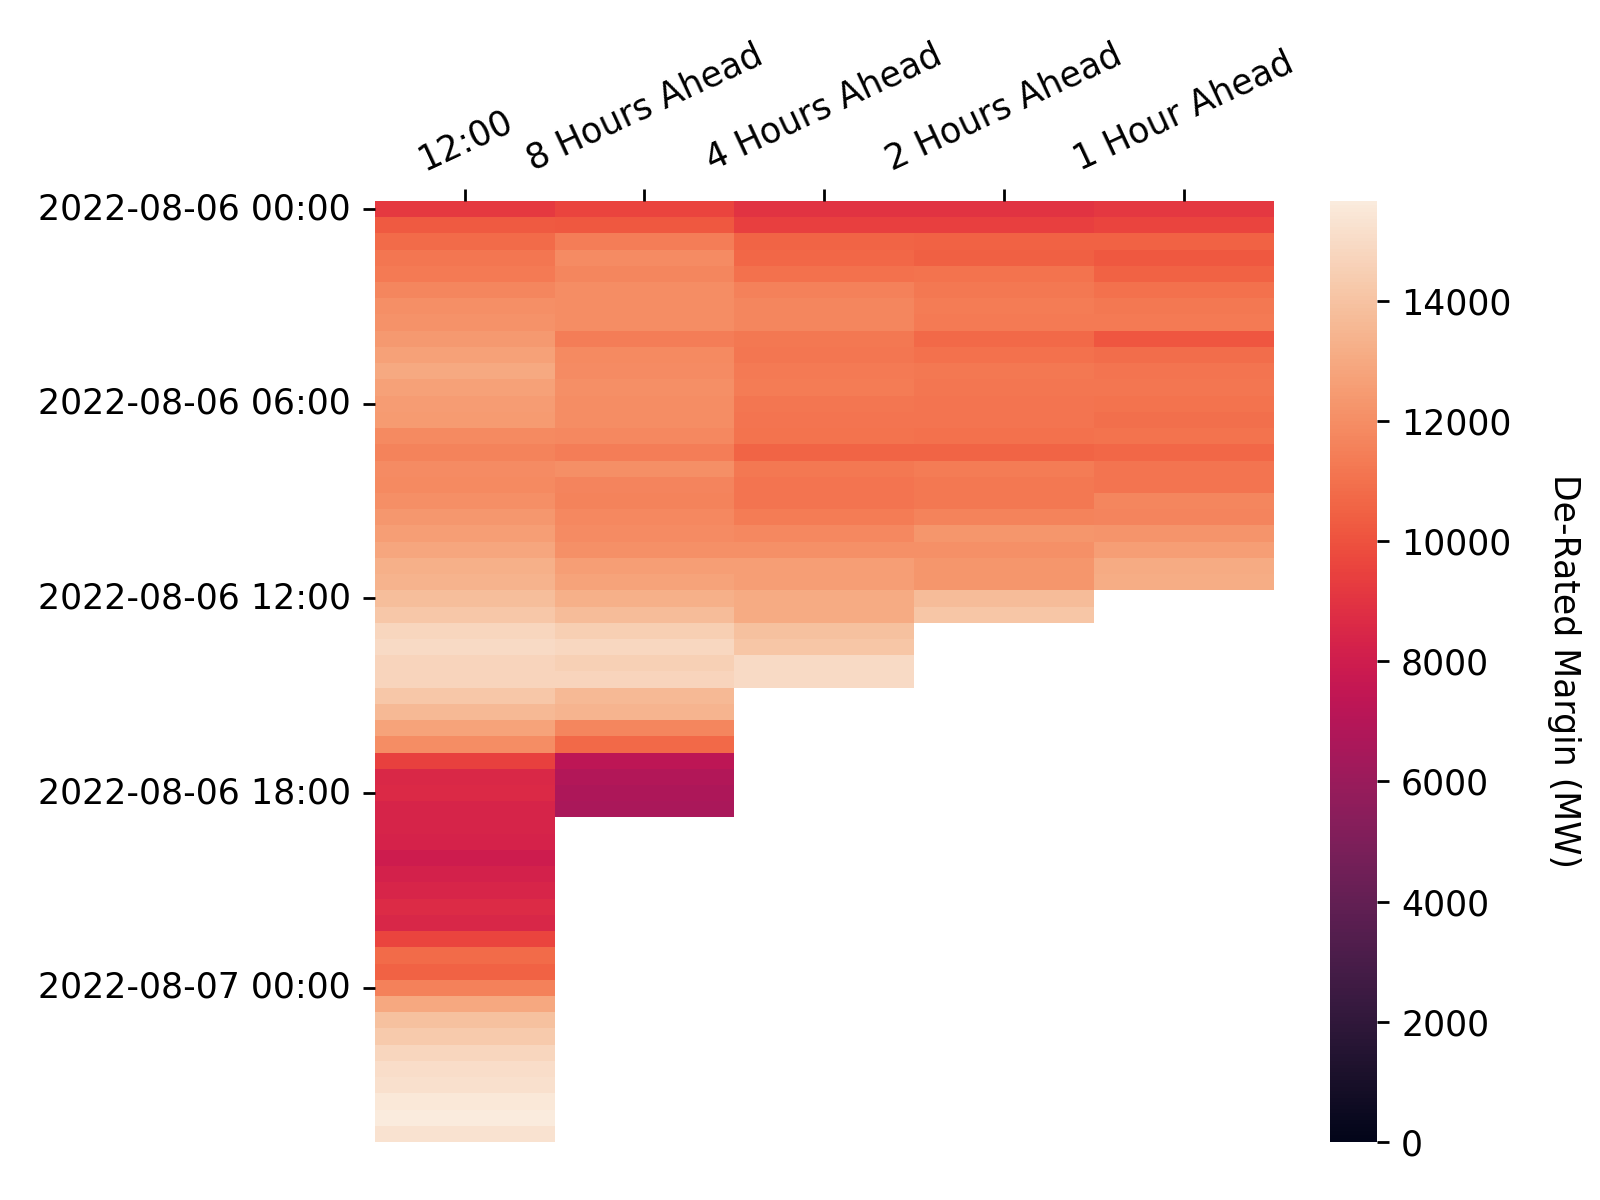 12:00
8 Hours Ahead
4 Hours Ahead
2 Hours Ahead
1 Hour Ahead
2022-08-06 00:00
2022-08-06 06:00
2022-08-06 12:00
2022-08-06 18:00
2022-08-07 00:00
14000
12000
10000
8000
6000
4000
2000
0
De-Rated Margin (MW)